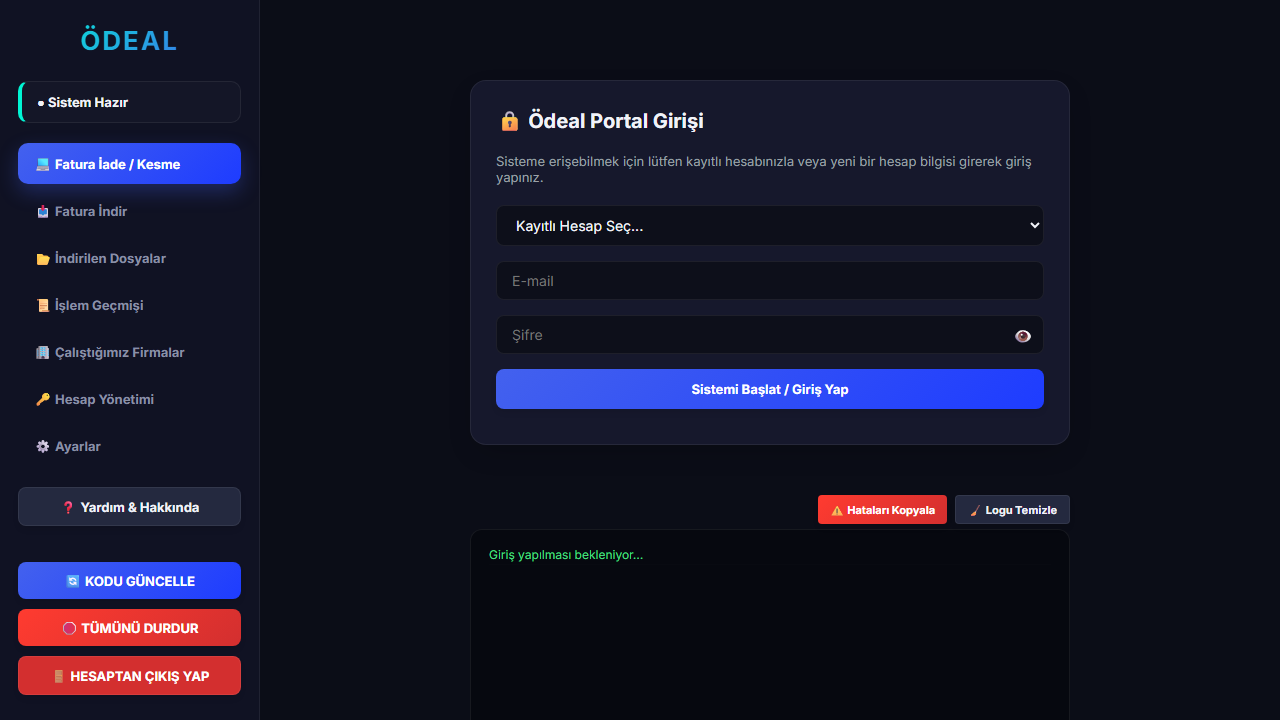 ÖDEAL
● Sistem Hazır
💻 Fatura İade / Kesme
📥 Fatura İndir
📂 İndirilen Dosyalar
📜 İşlem Geçmişi
🏢 Çalıştığımız Firmalar
🔑 Hesap Yönetimi
⚙️ Ayarlar
❓ Yardım & Hakkında
🔄 KODU GÜNCELLE
🛑 TÜMÜNÜ DURDUR
🚪 HESAPTAN ÇIKIŞ YAP
🔒 Ödeal Portal Girişi
Sisteme erişebilmek için lütfen kayıtlı hesabınızla veya yeni bir hesap bilgisi girerek giriş
yapınız.
Kayıtlı Hesap Seç...
E-mail
Şifre
Sistemi Başlat / Giriş Yap
⚠️ Hataları Kopyala
🧹 Logu Temizle
Giriş yapılması bekleniyor...